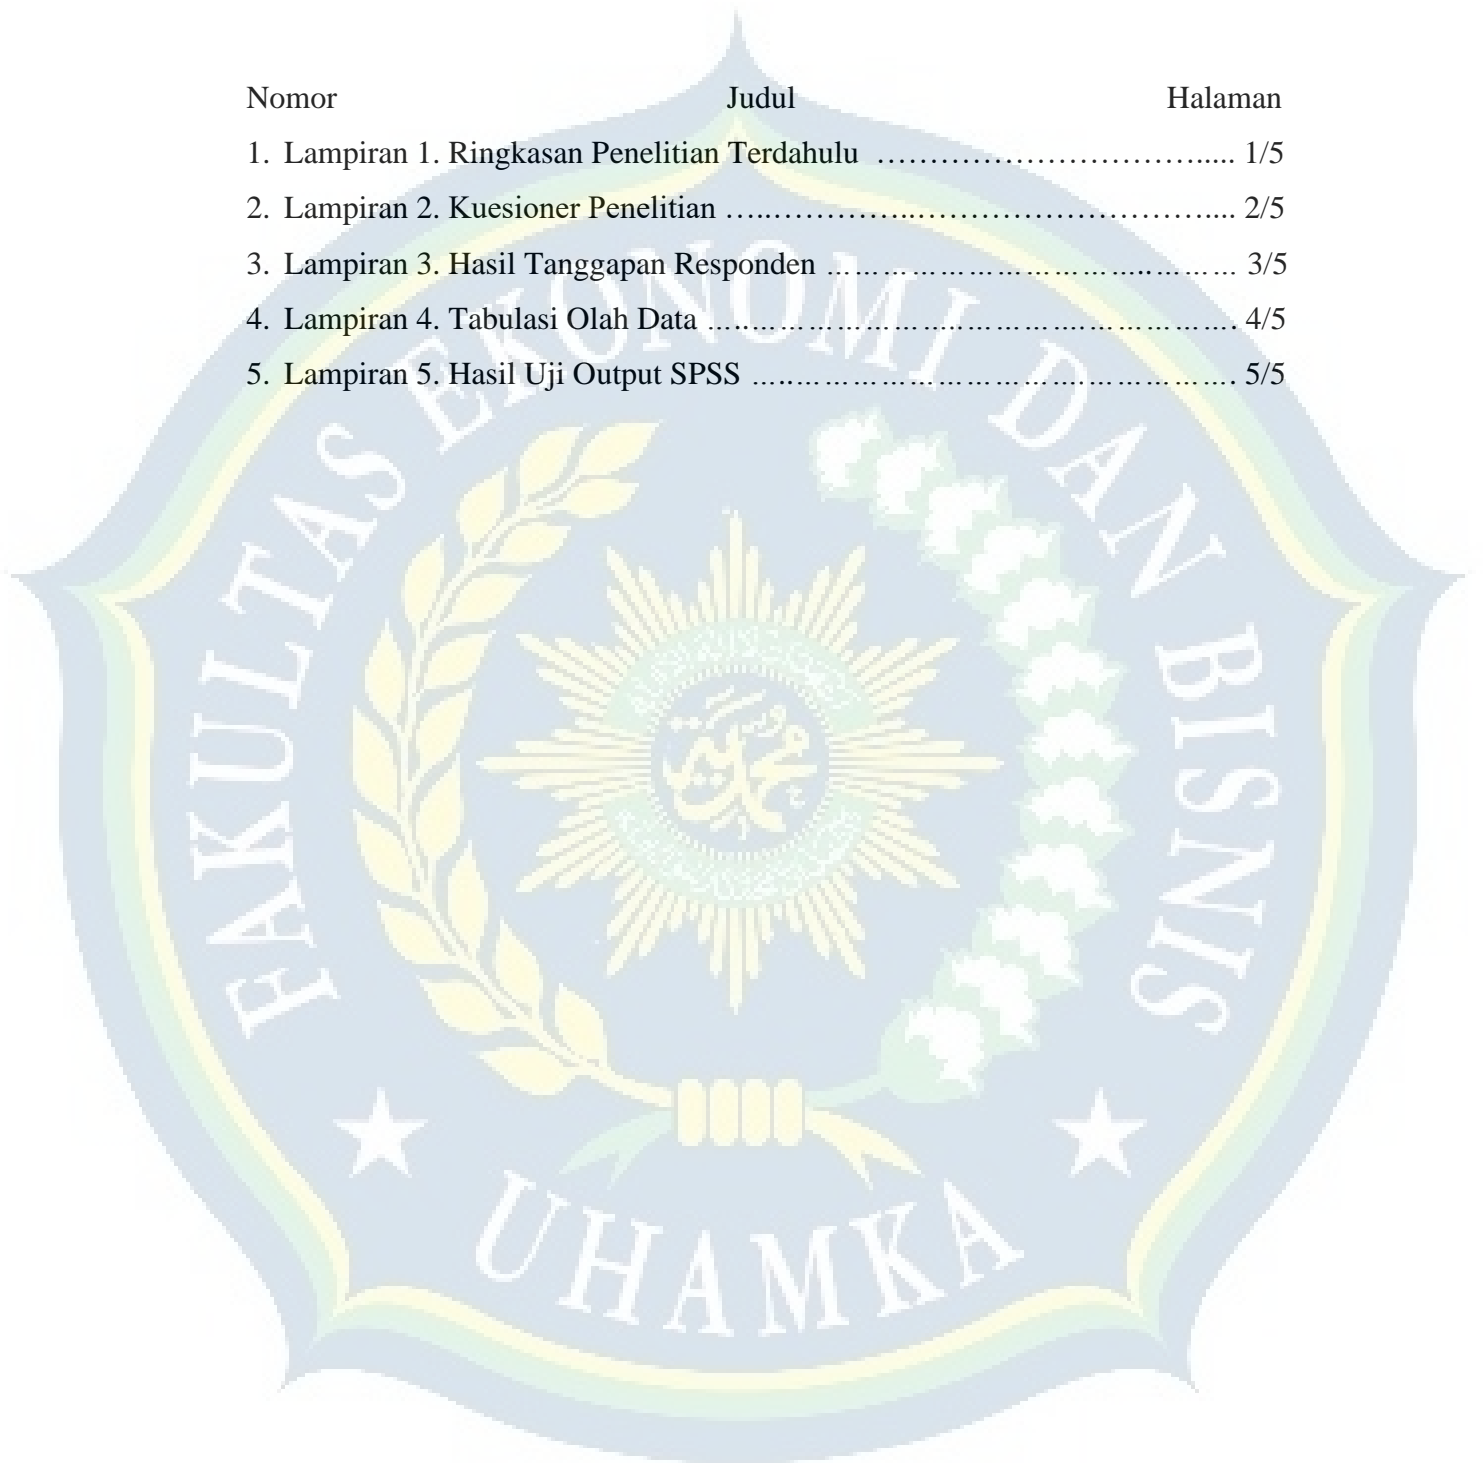 Nomor Judul Halaman
1. Lampiran 1. Ringkasan Penelitian Terdahulu ................................ 1/5
2. Lampiran 2. Kuesioner Penelitian ................................ 2/5
3. Lampiran 3. Hasil Tanggapan Responden ................................ 3/5
4. Lampiran 4. Tabulasi Olah Data ................................ 4/5
5. Lampiran 5. Hasil Uji Output SPSS ................................ 5/5
FAKULTAS EKONOMI DAN BISNIS
محمد
UHAMKA